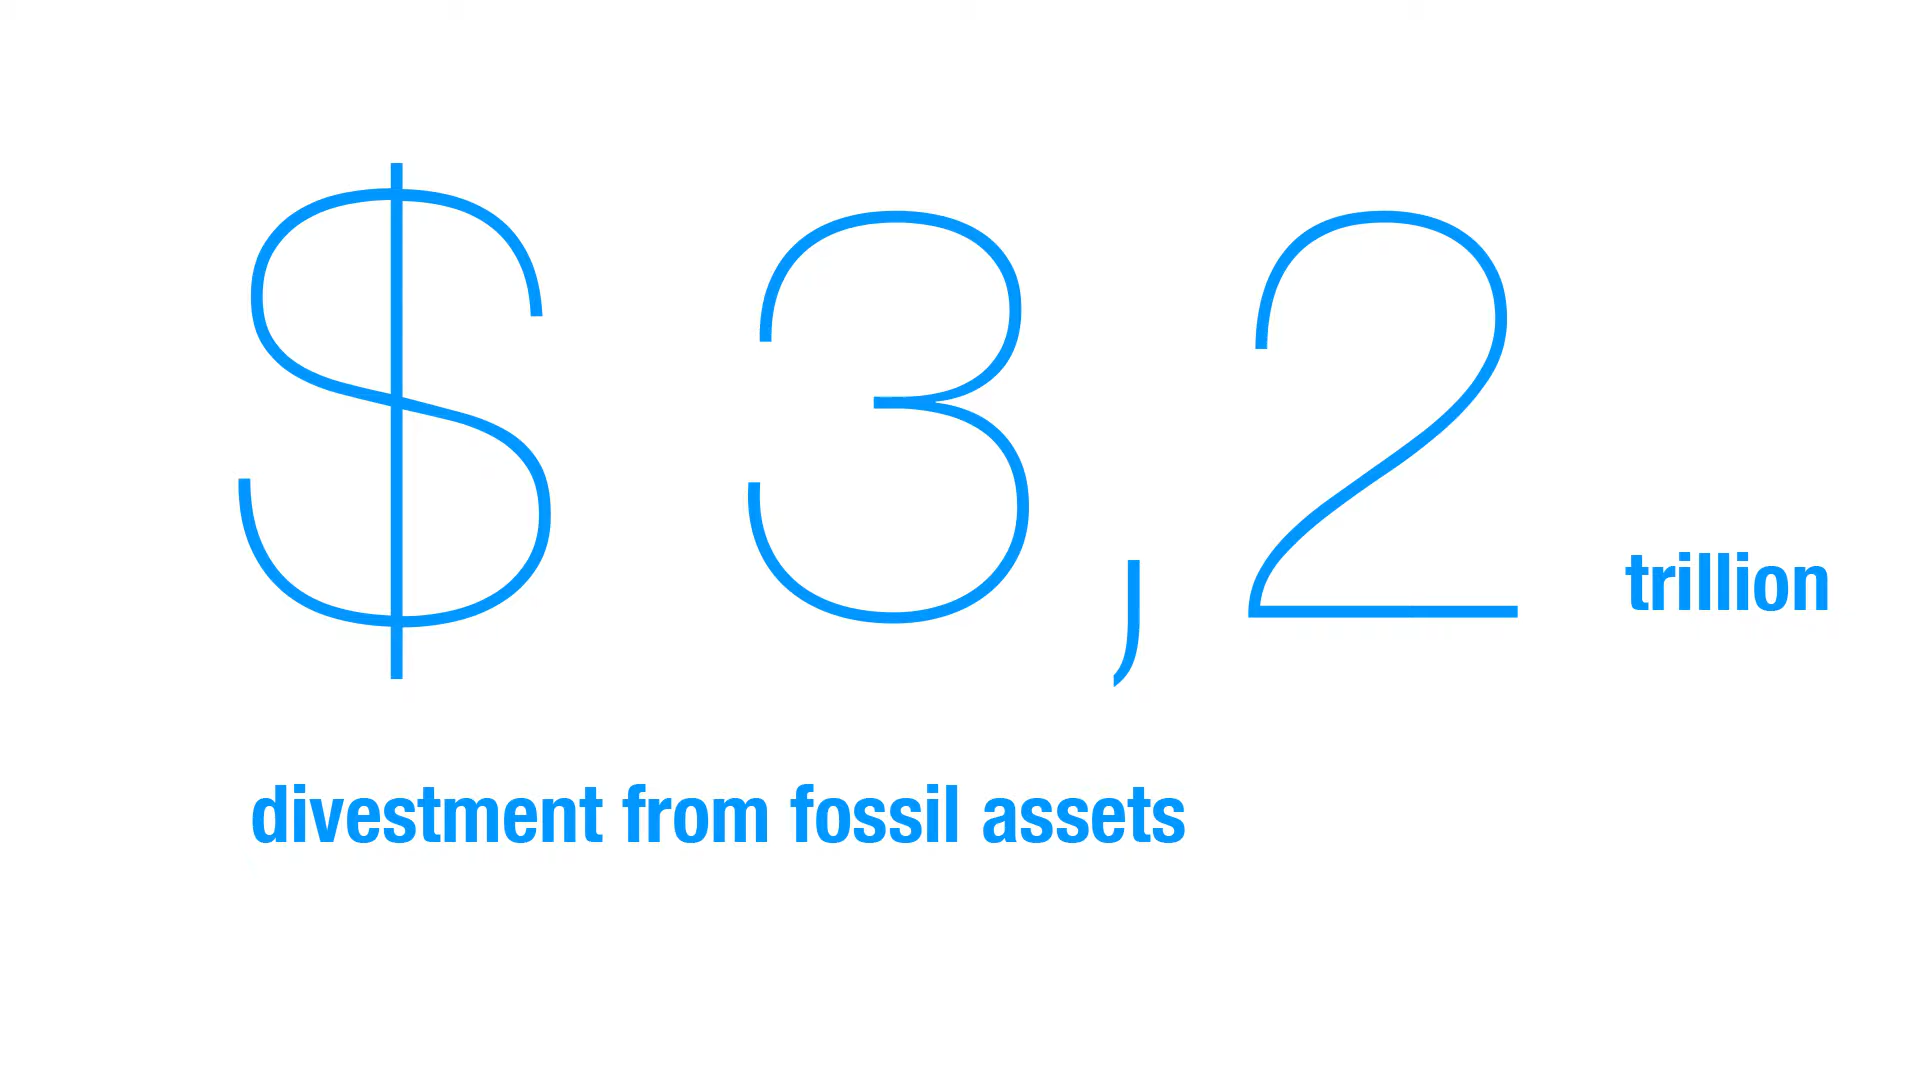 $ 3,2 trillion
divestment from fossil assets